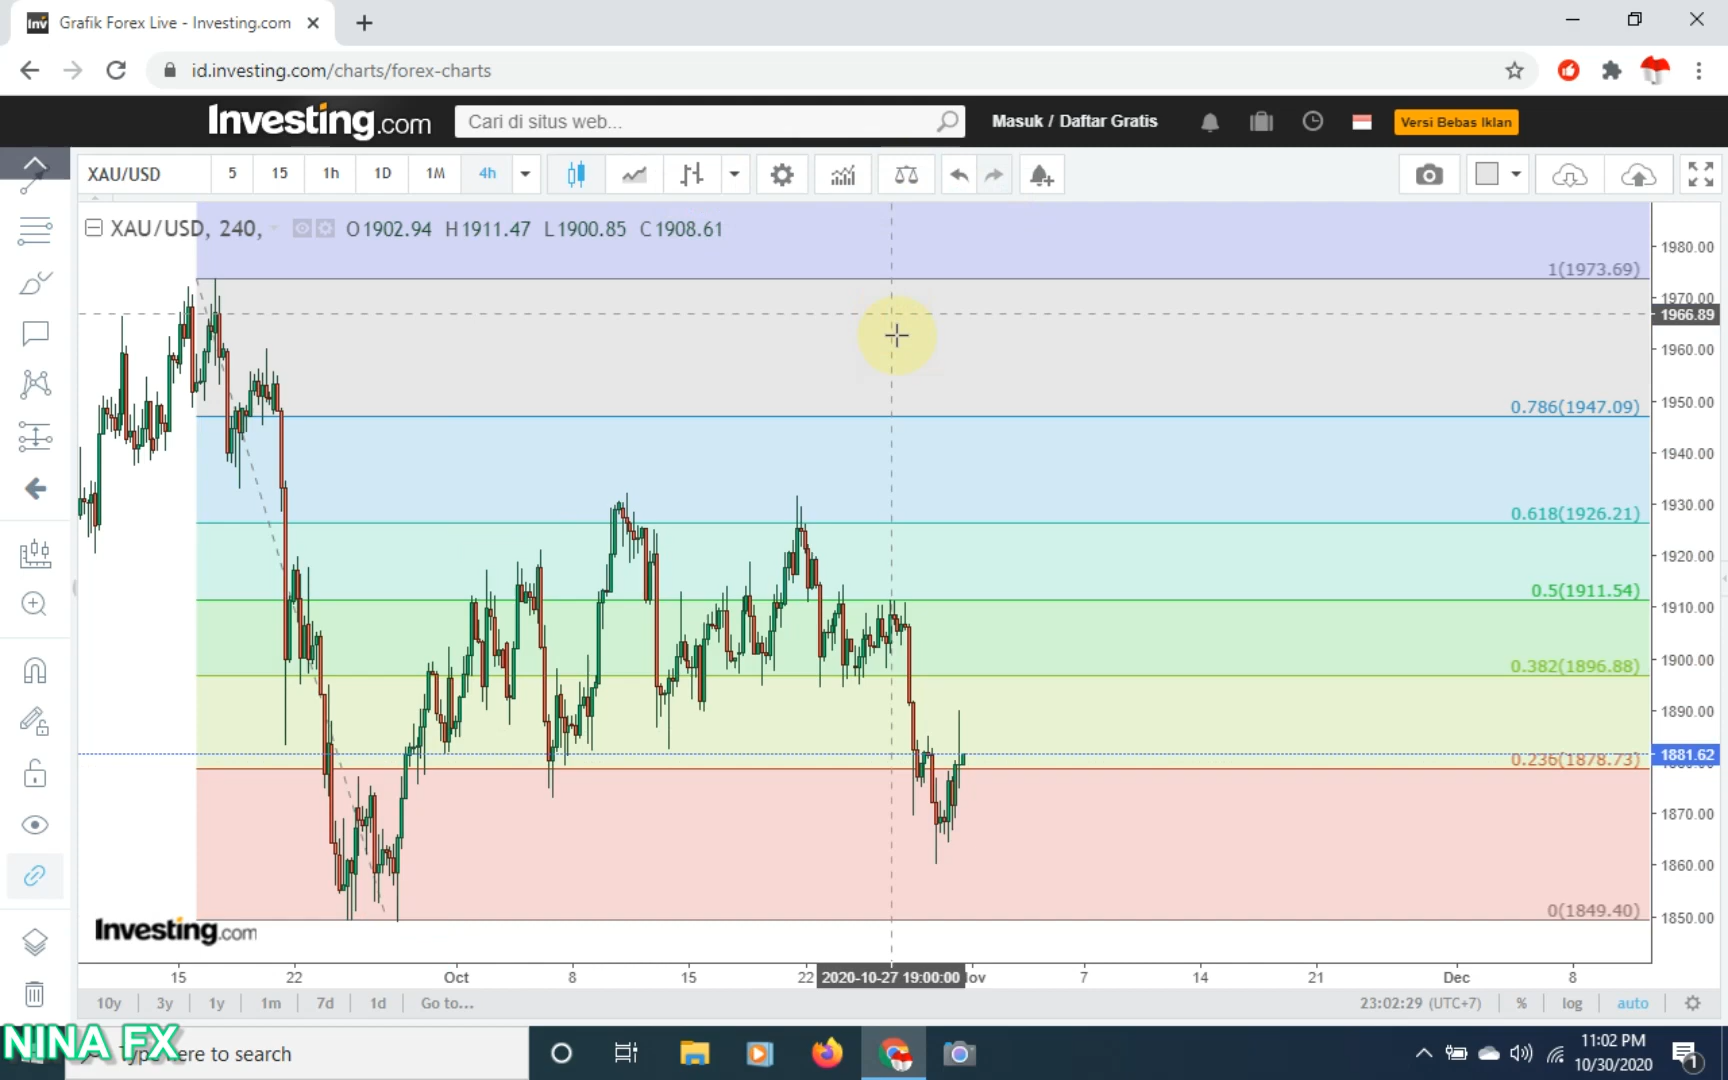 Grafik Forex Live - Investing.com
id.investing.com/charts/forex-charts
Investing.com
Cari di situs web...
Masuk / Daftar Gratis
Versi Bebas Iklan
XAU/USD
5
15
1h
1D
1M
4h
XAU/USD, 240,
O1902.94 H1911.47 L1900.85 C1908.61
1(1973.69)
0.786(1947.09)
0.618(1926.21)
0.5(1911.54)
0.382(1896.88)
0.236(1878.73)
0(1849.40)
1980.00
1970.00
1966.89
1960.00
1950.00
1940.00
1930.00
1920.00
1910.00
1900.00
1890.00
1881.62
1870.00
1860.00
1850.00
Investing.com
15
22
Oct
8
15
22
2020-10-27 19:00:00
7
14
21
Dec
8
10y
3y
1y
1m
7d
1d
Go to...
23:02:29 (UTC+7)
%
log
auto
NINA FX
here to search
11:02 PM
10/30/2020
1